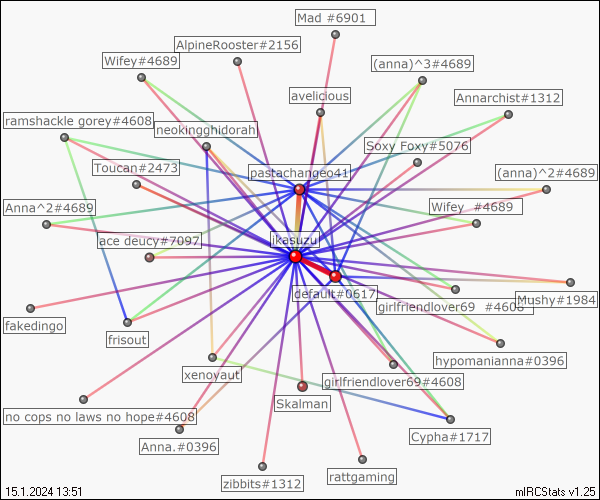 Mad #6901
AlpineRooster#2156
Wifey#4689
(anna)^3#4689
avelicious
Annarchist#1312
ramshackle gorey#4608
neokingghidorah
Soxy Foxy#5076
Toucan#2473
pastachangeo41
(anna)^2#4689
Anna^2#4689
Wifey  #4689
ace deucy#7097
ikasuzu
default#0617
girlfriendlover69  #4608
Mushy#1984
fakedingo
frisout
hypomanianna#0396
xenoyaut
girlfriendlover69#4608
Skalman
no cops no laws no hope#4608
Anna.#0396
Cypha#1717
zibbits#1312
rattgaming
15.1.2024 13:51
mIRCStats v1.25